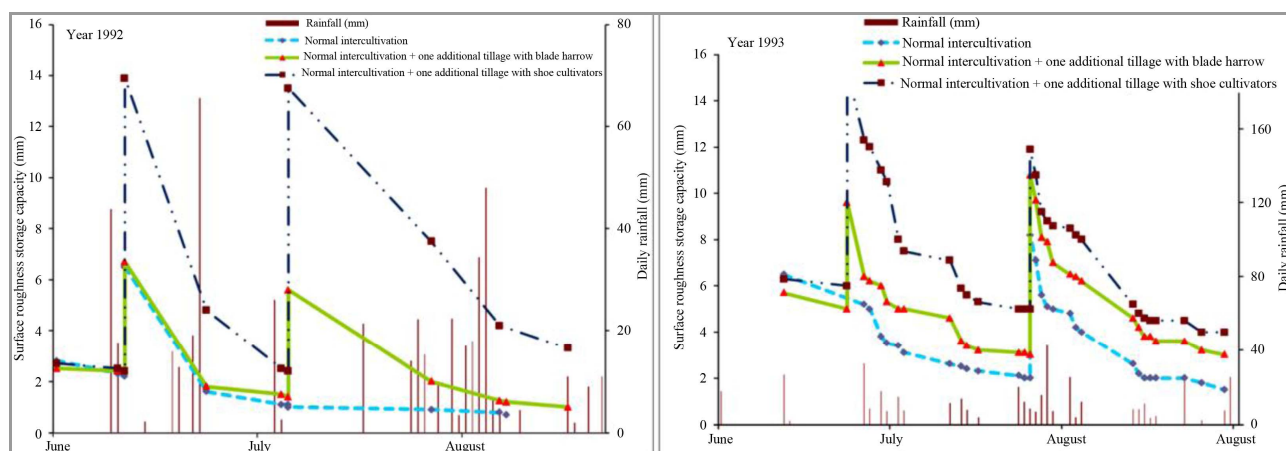 Year 1992
Rainfall (mm)
Normal intercultivation
Normal intercultivation + one additional tillage with blade harrow
Normal intercultivation + one additional tillage with shoe cultivators
Surface roughness storage capacity (mm)
16
14
12
10
8
6
4
2
0
80
60
40
20
0
Daily rainfall (mm)
June
July
August
Year 1993
Rainfall (mm)
Normal intercultivation
Normal intercultivation + one additional tillage with blade harrow
Normal intercultivation + one additional tillage with shoe cultivators
Surface roughness storage capacity (mm)
16
14
12
10
8
6
4
2
0
160
120
80
40
0
Daily rainfall (mm)
June
July
August
August